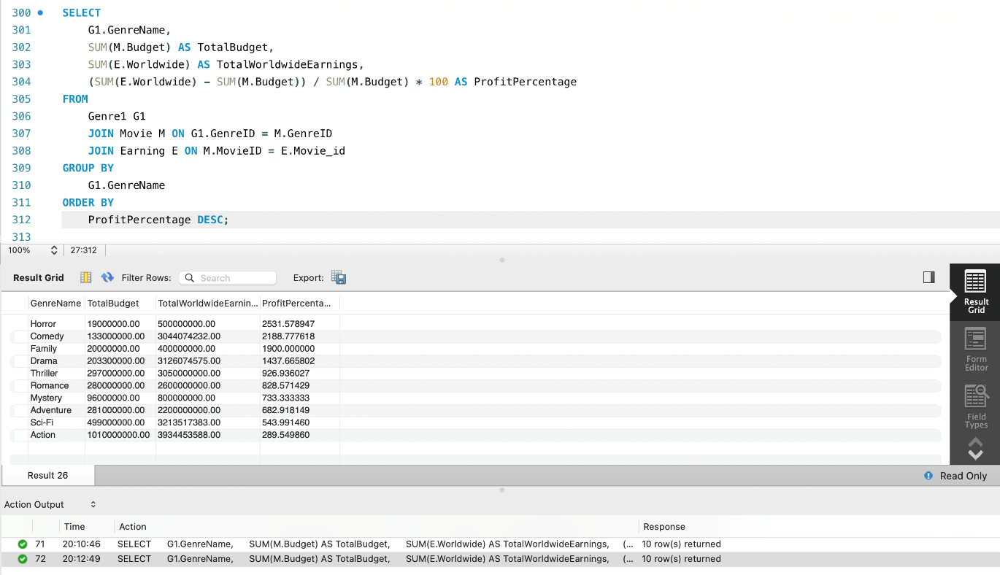 300 SELECT
301 G1.GenreName,
302 SUM(M.Budget) AS TotalBudget,
303 SUM(E.Worldwide) AS TotalWorldwideEarnings,
304 (SUM(E.Worldwide) - SUM(M.Budget)) / SUM(M.Budget) * 100 AS ProfitPercentage
305 FROM
306 Genre1 G1
307 JOIN Movie M ON G1.GenreID = M.GenreID
308 JOIN Earning E ON M.MovieID = E.Movie_id
309 GROUP BY
310 G1.GenreName
311 ORDER BY
312 ProfitPercentage DESC;
313
100% 27:312
Result Grid Filter Rows: Search Export:
GenreName TotalBudget TotalWorldwideEarnin... ProfitPercenta...
Horror 19000000.00 500000000.00 2531.578947
Comedy 133000000.00 3044074232.00 2188.777618
Family 20000000.00 400000000.00 1900.000000
Drama 203300000.00 3126074575.00 1437.665802
Thriller 297000000.00 3050000000.00 926.936027
Romance 280000000.00 2600000000.00 828.571429
Mystery 96000000.00 800000000.00 733.333333
Adventure 281000000.00 2200000000.00 682.918149
Sci-Fi 499000000.00 3213517383.00 543.991460
Action 1010000000.00 3934453588.00 289.549860
Result
Grid
Form
Editor
Field
Types
Result 26 Read Only
Action Output
Time Action Response
71 20:10:46 SELECT G1.GenreName, SUM(M.Budget) AS TotalBudget, SUM(E.Worldwide) AS TotalWorldwideEarnings, (... 10 row(s) returned
72 20:12:49 SELECT G1.GenreName, SUM(M.Budget) AS TotalBudget, SUM(E.Worldwide) AS TotalWorldwideEarnings, (... 10 row(s) returned